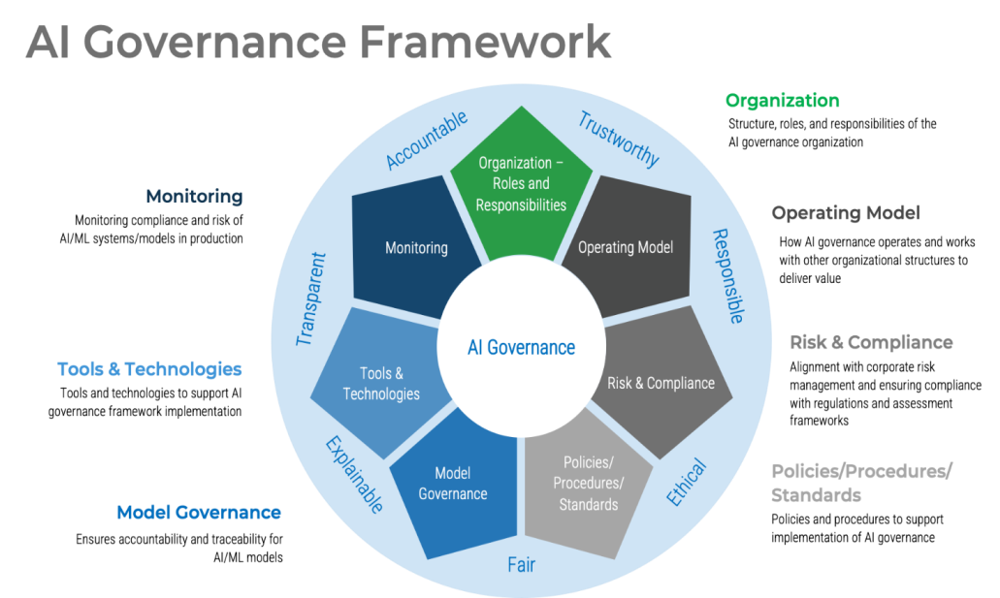 AI Governance Framework
Accountable
Trustworthy
Responsible
Ethical
Fair
Explainable
Transparent
Organization –
Roles and
Responsibilities
Operating Model
Risk & Compliance
Policies/
Procedures/
Standards
Model
Governance
Tools &
Technologies
Monitoring
AI Governance
Organization
Structure, roles, and responsibilities of the
AI governance organization
Operating Model
How AI governance operates and works
with other organizational structures to
deliver value
Risk & Compliance
Alignment with corporate risk
management and ensuring compliance
with regulations and assessment
frameworks
Policies/Procedures/
Standards
Policies and procedures to support
implementation of AI governance
Monitoring
Monitoring compliance and risk of
AI/ML systems/models in production
Tools & Technologies
Tools and technologies to support AI
governance framework implementation
Model Governance
Ensures accountability and traceability for
AI/ML models